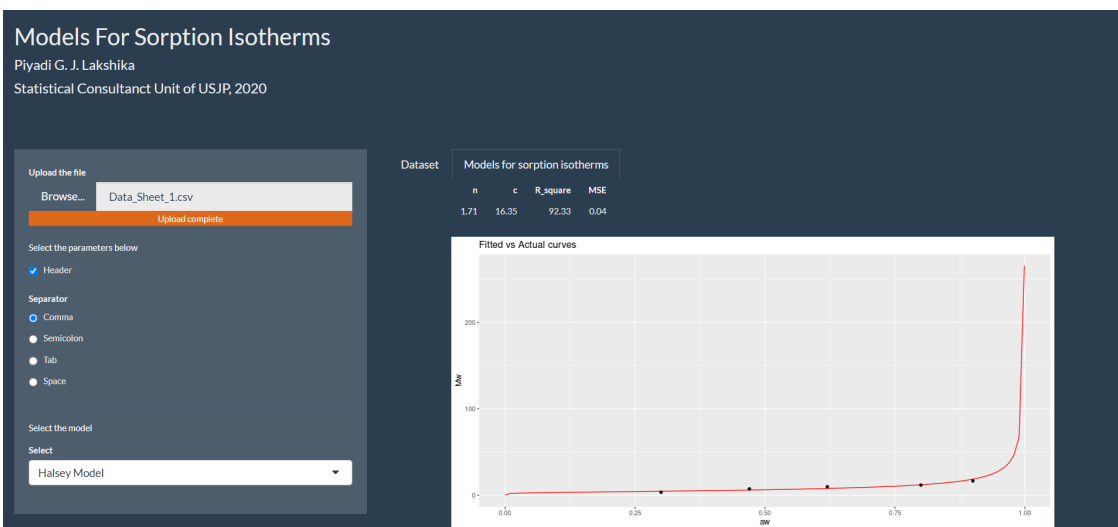 Models For Sorption Isotherms
Piyadi G. J. Lakshika
Statistical Consultanct Unit of USJP, 2020
Upload the file
Browse... Data_Sheet_1.csv
Upload complete
Select the parameters below
Header
Separator
Comma
Semicolon
Tab
Space
Select the model
Select
Halsey Model
Dataset Models for sorption isotherms
n c R_square MSE
1.71 16.35 92.33 0.04
Fitted vs Actual curves
200
100
0
Mw
0.00 0.25 0.50 0.75 1.00
aw